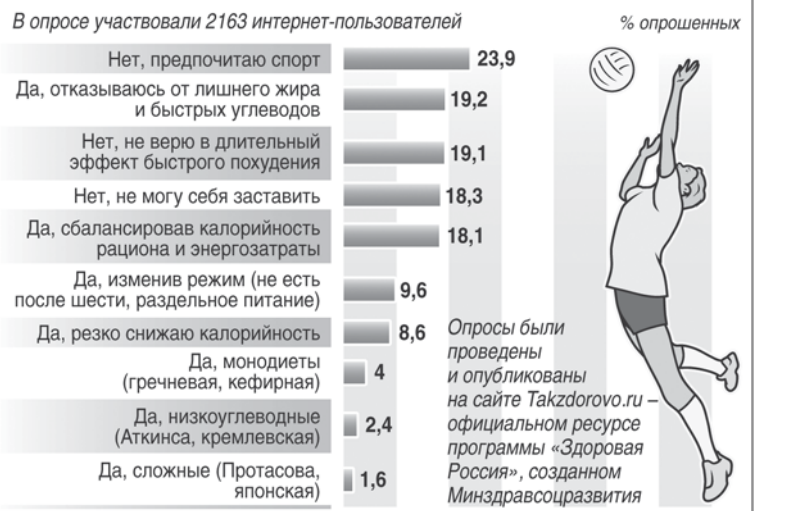 В опросе участвовали 2163 интернет-пользователей
% опрошенных
Нет, предпочитаю спорт 23,9
Да, отказываюсь от лишнего жира
и быстрых углеводов 19,2
Нет, не верю в длительный
эффект быстрого похудения 19,1
Нет, не могу себя заставить 18,3
Да, сбалансировав калорийность
рациона и энергозатраты 18,1
Да, изменив режим (не есть
после шести, раздельное питание) 9,6
Да, резко снижаю калорийность 8,6
Да, монодиеты
(гречневая, кефирная) 4
Да, низкоуглеводные
(Аткинса, кремлевская) 2,4
Да, сложные (Протасова,
японская) 1,6
Опросы были
проведены
и опубликованы
на сайте Takzdorovo.ru –
официальном ресурсе
программы «Здоровая
Россия», созданном
Минздравсоцразвития